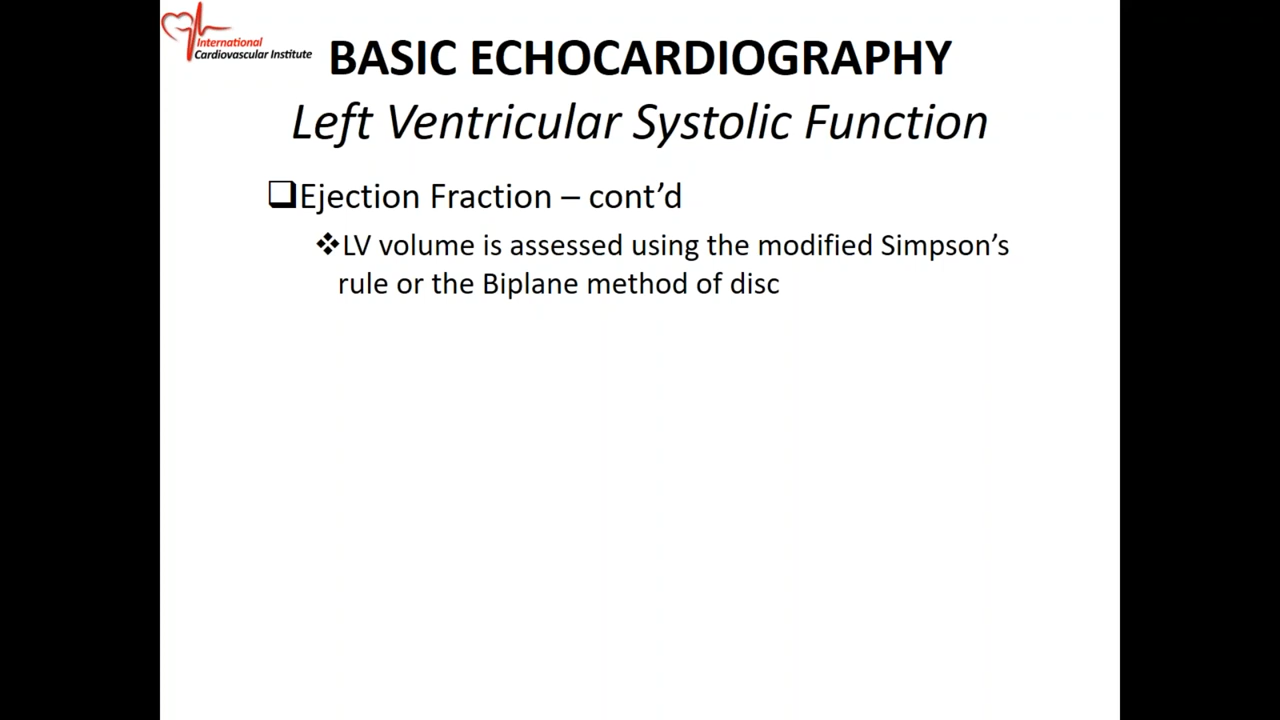 International
Cardiovascular Institute
BASIC ECHOCARDIOGRAPHY
Left Ventricular Systolic Function
Ejection Fraction – cont’d
LV volume is assessed using the modified Simpson’s
rule or the Biplane method of disc